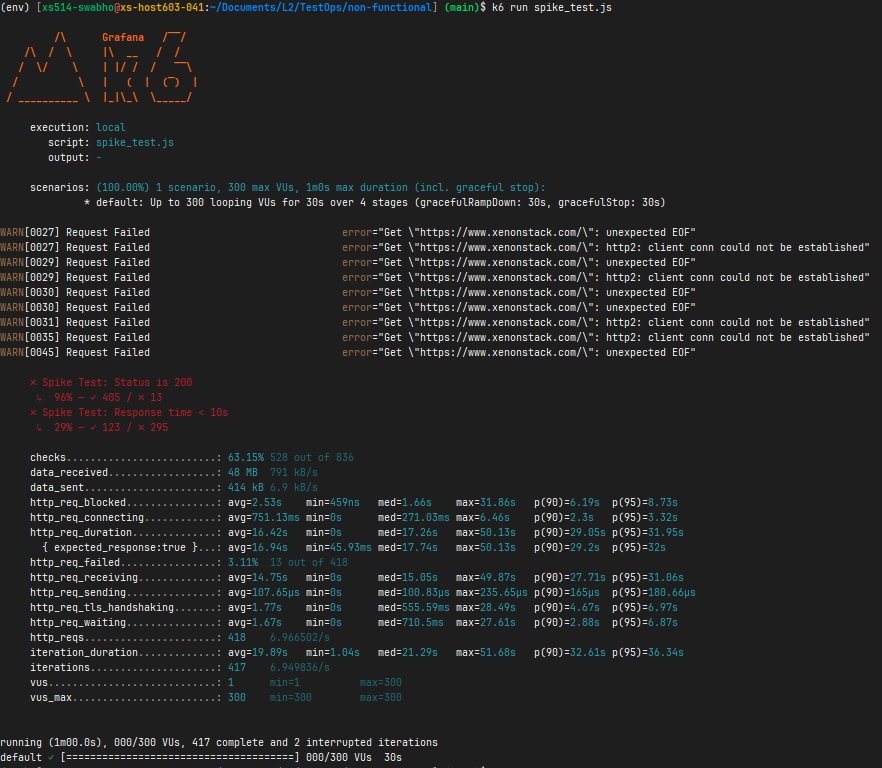 (env) [xs514-swabho@xs-host603-041:~/Documents/L2/TestOps/non-functional] (main)$ k6 run spike_test.js
Grafana
execution: local
script: spike_test.js
output: -
scenarios: (100.00%) 1 scenario, 300 max VUs, 1m0s max duration (incl. graceful stop):
* default: Up to 300 looping VUs for 30s over 4 stages (gracefulRampDown: 30s, gracefulStop: 30s)
WARN[0027] Request Failed error="Get \"https://www.xenonstack.com/\": unexpected EOF"
WARN[0027] Request Failed error="Get \"https://www.xenonstack.com/\": http2: client conn could not be established"
WARN[0029] Request Failed error="Get \"https://www.xenonstack.com/\": unexpected EOF"
WARN[0029] Request Failed error="Get \"https://www.xenonstack.com/\": http2: client conn could not be established"
WARN[0030] Request Failed error="Get \"https://www.xenonstack.com/\": unexpected EOF"
WARN[0030] Request Failed error="Get \"https://www.xenonstack.com/\": unexpected EOF"
WARN[0031] Request Failed error="Get \"https://www.xenonstack.com/\": http2: client conn could not be established"
WARN[0035] Request Failed error="Get \"https://www.xenonstack.com/\": http2: client conn could not be established"
WARN[0045] Request Failed error="Get \"https://www.xenonstack.com/\": unexpected EOF"
✗ Spike Test: Status is 200
↳ 96% — ✓ 405 / ✗ 13
✗ Spike Test: Response time < 10s
↳ 29% — ✓ 123 / ✗ 295
checks.........................: 63.15% 528 out of 836
data_received..................: 48 MB 791 kB/s
data_sent......................: 414 kB 6.9 kB/s
http_req_blocked...............: avg=2.53s min=459ns med=1.66s max=31.86s p(90)=6.19s p(95)=8.73s
http_req_connecting............: avg=751.13ms min=0s med=271.03ms max=6.46s p(90)=2.3s p(95)=3.32s
http_req_duration..............: avg=16.42s min=0s med=17.26s max=50.13s p(90)=29.05s p(95)=31.95s
{ expected_response:true }...: avg=16.94s min=45.93ms med=17.74s max=50.13s p(90)=29.2s p(95)=32s
http_req_failed................: 3.11% 13 out of 418
http_req_receiving.............: avg=14.75s min=0s med=15.05s max=49.87s p(90)=27.71s p(95)=31.06s
http_req_sending...............: avg=107.65µs min=0s med=100.83µs max=235.65µs p(90)=165µs p(95)=180.66µs
http_req_tls_handshaking.......: avg=1.77s min=0s med=555.59ms max=28.49s p(90)=4.67s p(95)=6.97s
http_req_waiting...............: avg=1.67s min=0s med=710.5ms max=27.61s p(90)=2.88s p(95)=6.87s
http_reqs......................: 418 6.966502/s
iteration_duration.............: avg=19.89s min=1.04s med=21.29s max=51.68s p(90)=32.61s p(95)=36.34s
iterations.....................: 417 6.949836/s
vus............................: 1 min=1 max=300
vus_max........................: 300 min=300 max=300
running (1m00.0s), 000/300 VUs, 417 complete and 2 interrupted iterations
default ✓ [======================================] 000/300 VUs 30s